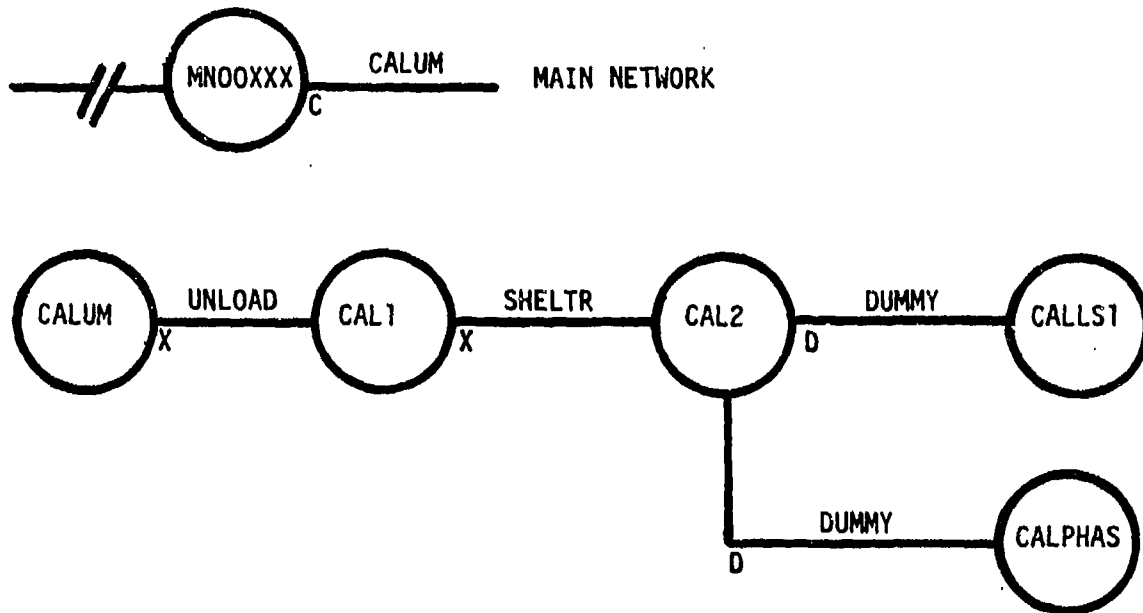 MNOOXXX
CALUM
MAIN NETWORK
C
CALUM
UNLOAD
X
CAL1
SHELTR
X
CAL2
DUMMY
D
CALLS1
DUMMY
D
CALPHAS